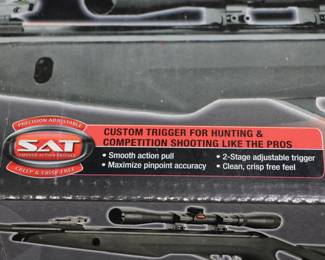 PRECISION ADJUSTABLE
SAT
SMOOTH ACTION TRIGGER
CREEP & CRISP FREE
CUSTOM TRIGGER FOR HUNTING &
COMPETITION SHOOTING LIKE THE PROS
• Smooth action pull
• Maximize pinpoint accuracy
• 2-Stage adjustable trigger
• Clean, crisp free feel